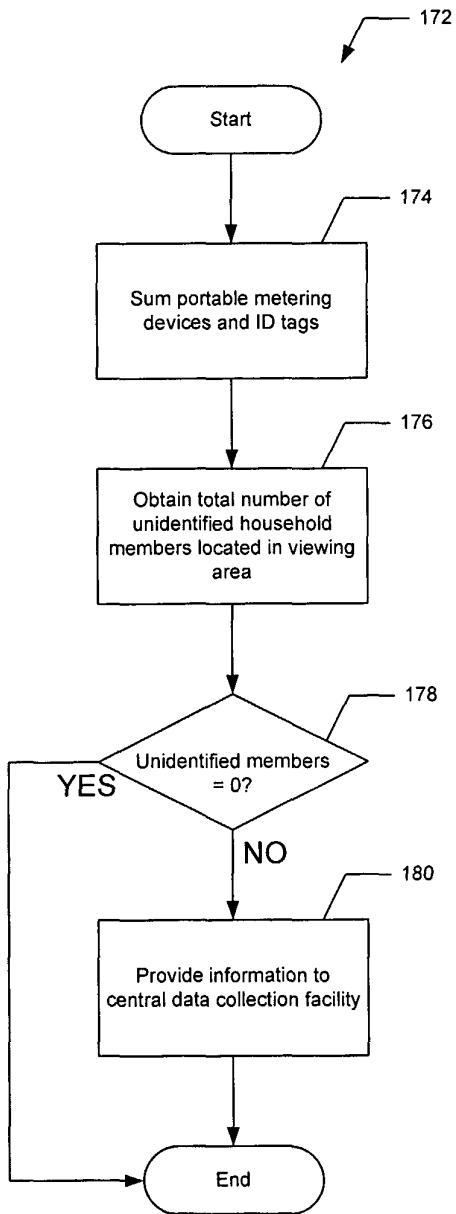 172
Start
174
Sum portable metering
devices and ID tags
176
Obtain total number of
unidentified household
members located in viewing
area
178
Unidentified members
= 0?
YES
NO
180
Provide information to
central data collection facility
End